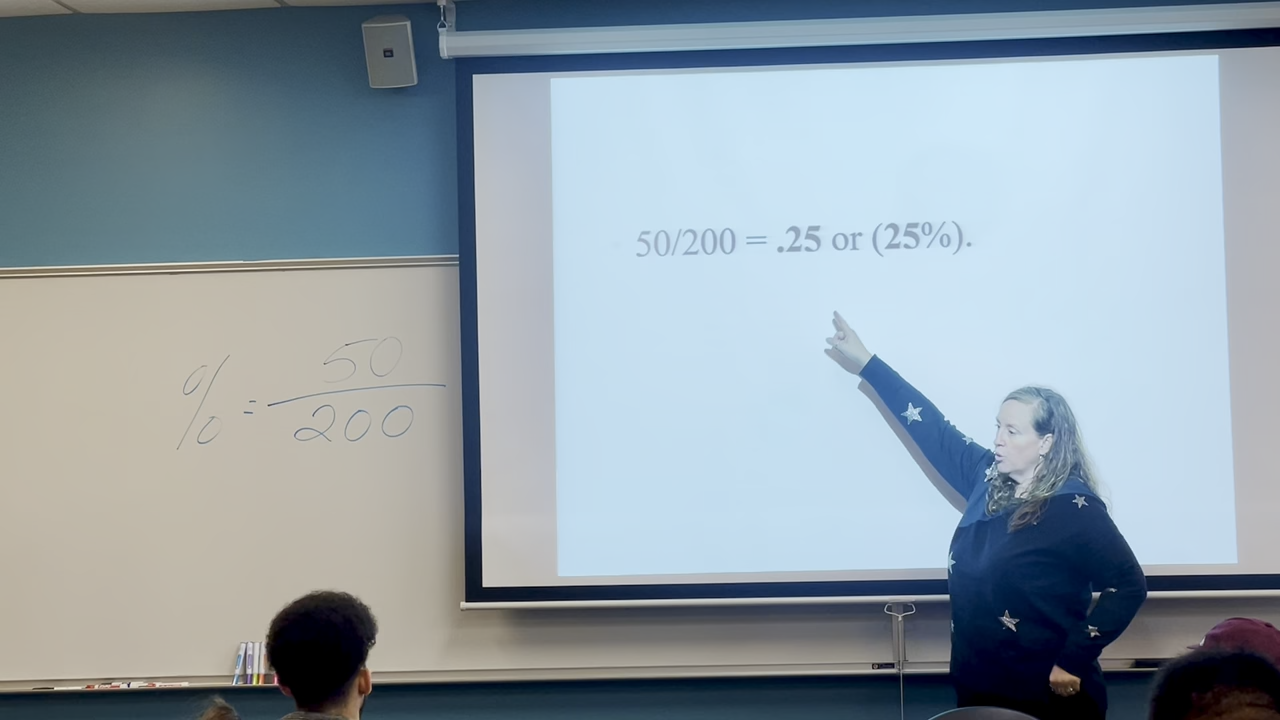 50/200 = .25 or (25%).
% = 50
200